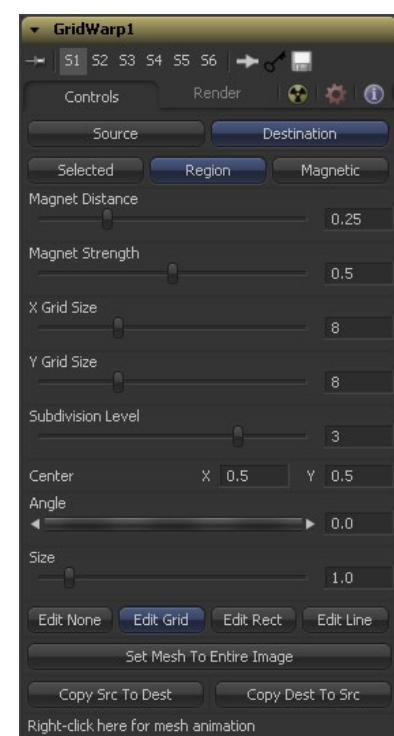 GridWarp1
S1 S2 S3 S4 S5 S6
Controls Render
Source Destination
Selected Region Magnetic
Magnet Distance
0.25
Magnet Strength
0.5
X Grid Size
8
Y Grid Size
8
Subdivision Level
3
Center X 0.5 Y 0.5
Angle
0.0
Size
1.0
Edit None Edit Grid Edit Rect Edit Line
Set Mesh To Entire Image
Copy Src To Dest Copy Dest To Src
Right-click here for mesh animation